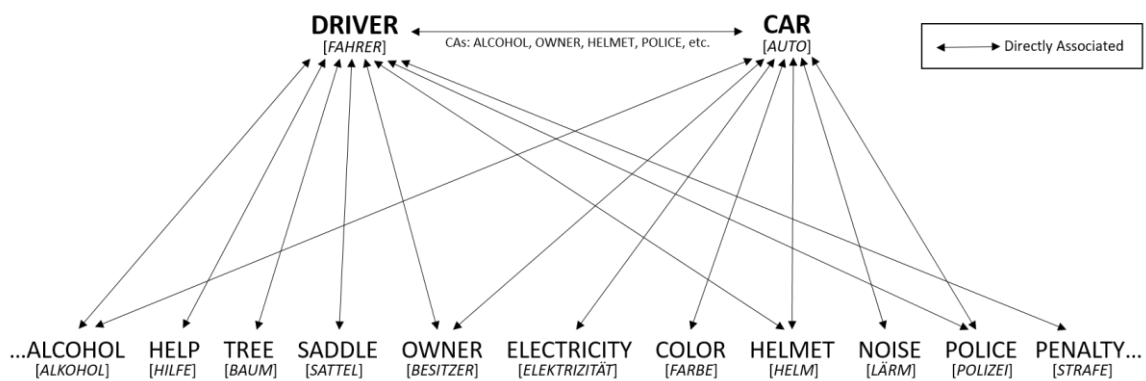 DRIVER
[FAHRER]
CAs: ALCOHOL, OWNER, HELMET, POLICE, etc.
CAR
[AUTO]
Directly Associated
...ALCOHOL HELP TREE SADDLE OWNER ELECTRICITY COLOR HELMET NOISE POLICE PENALTY...
[ALKOHOL] [HILFE] [BAUM] [SATTEL] [BESITZER] [ELEKTRIZITÄT] [FARBE] [HELM] [LÄRM] [POLIZEI] [STRAFE]